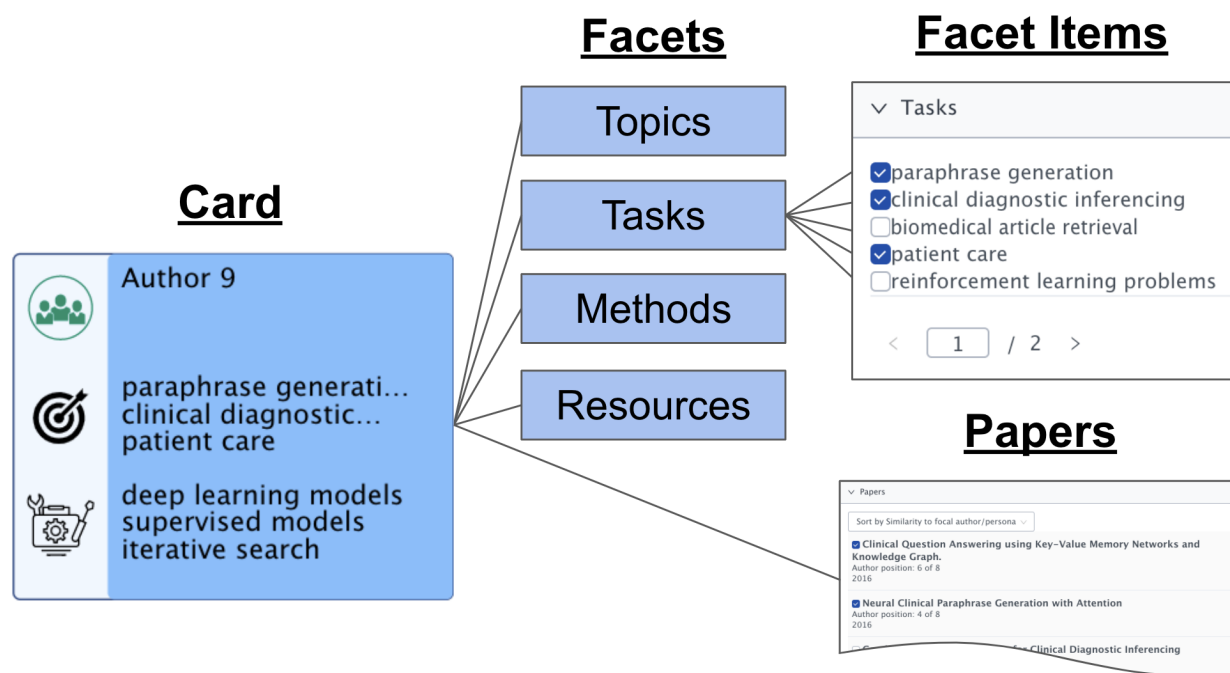 Card
Author 9
paraphrase generati...
clinical diagnostic...
patient care
deep learning models
supervised models
iterative search
Facets
Topics
Tasks
Methods
Resources
Facet Items
Tasks
paraphrase generation
clinical diagnostic inferencing
biomedical article retrieval
patient care
reinforcement learning problems
< 1 / 2 >
Papers
Papers
Sort by Similarity to focal author/persona
Clinical Question Answering using Key-Value Memory Networks and
Knowledge Graph.
Author position: 6 of 8
2016
Neural Clinical Paraphrase Generation with Attention
Author position: 4 of 8
2016
Clinical Diagnostic Inferencing